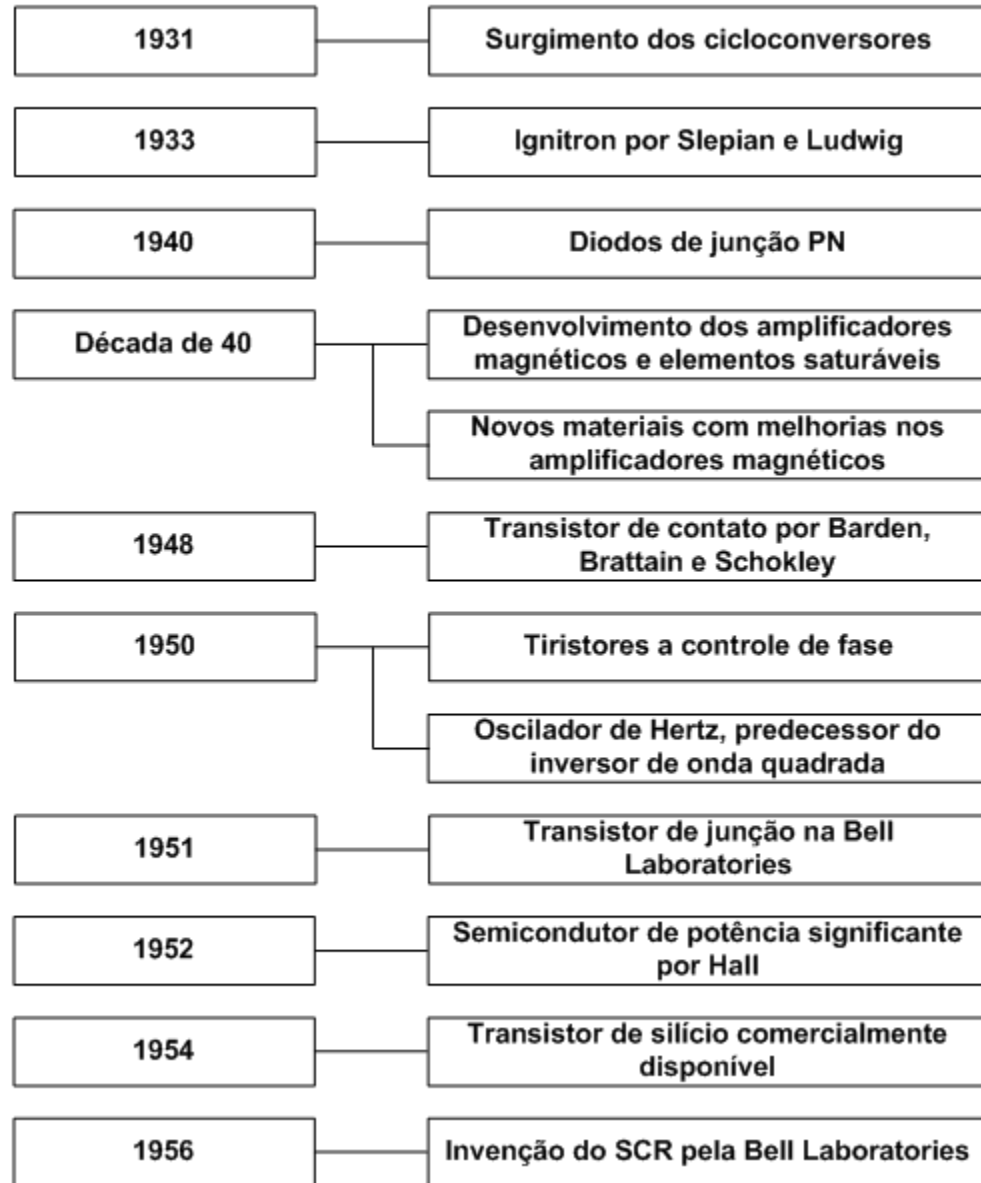 1931
Surgimento dos cicloconversores
1933
Ignitron por Slepian e Ludwig
1940
Diodos de junção PN
Década de 40
Desenvolvimento dos amplificadores
magnéticos e elementos saturáveis
Novos materiais com melhorias nos
amplificadores magnéticos
1948
Transistor de contato por Barden,
Brattain e Schokley
1950
Tiristores a controle de fase
Oscilador de Hertz, predecessor do
inversor de onda quadrada
1951
Transistor de junção na Bell
Laboratories
1952
Semicondutor de potência significante
por Hall
1954
Transistor de silício comercialmente
disponível
1956
Invenção do SCR pela Bell Laboratories